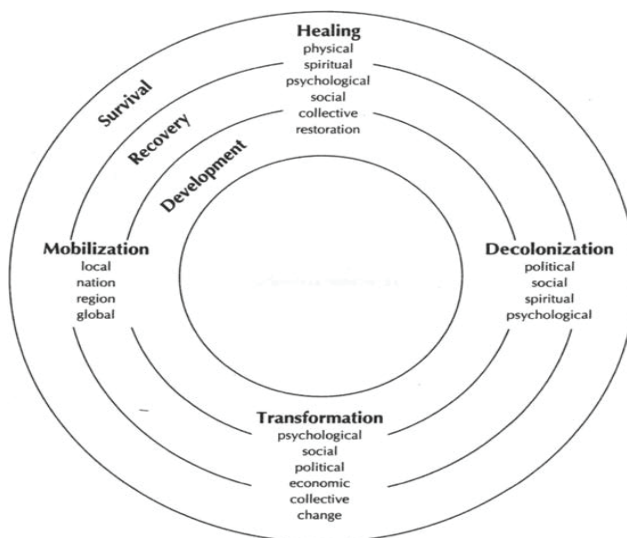 Healing
physical
spiritual
psychological
social
collective
restoration
Survival
Recovery
Development
Mobilization
local
nation
region
global
Decolonization
political
social
spiritual
psychological
Transformation
psychological
social
political
economic
collective
change